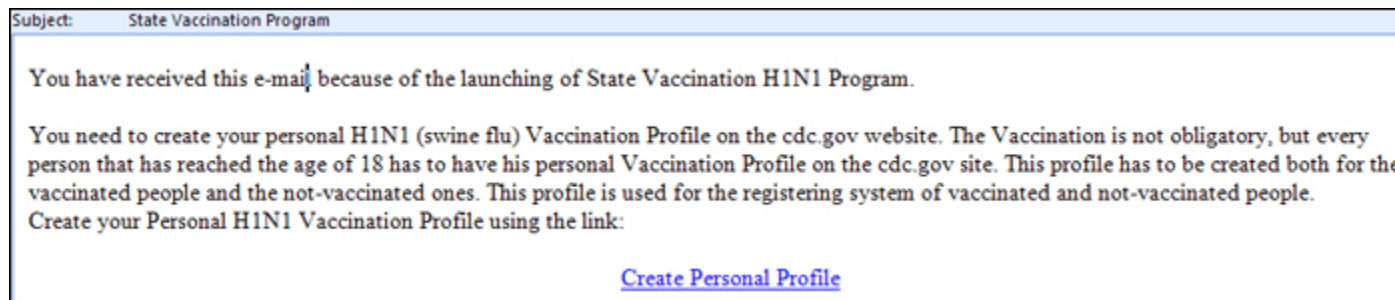 Subject: State Vaccination Program
You have received this e-mail because of the launching of State Vaccination H1N1 Program.
You need to create your personal H1N1 (swine flu) Vaccination Profile on the cdc.gov website. The Vaccination is not obligatory, but every
person that has reached the age of 18 has to have his personal Vaccination Profile on the cdc.gov site. This profile has to be created both for the
vaccinated people and the not-vaccinated ones. This profile is used for the registering system of vaccinated and not-vaccinated people.
Create your Personal H1N1 Vaccination Profile using the link:
Create Personal Profile